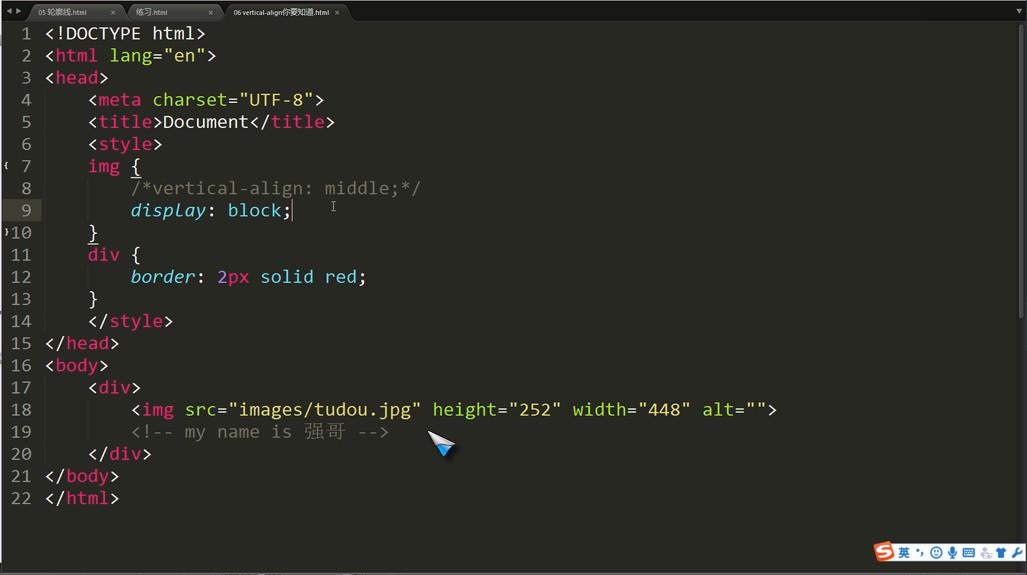 05 轮廓线.html × 练习.html × 06 vertical-align你要知道.html ×
1 <!DOCTYPE html>
2 <html lang="en">
3 <head>
4 <meta charset="UTF-8">
5 <title>Document</title>
6 <style>
7 img {
8 /*vertical-align: middle;*/
9 display: block;
10 }
11 div {
12 border: 2px solid red;
13 }
14 </style>
15 </head>
16 <body>
17 <div>
18 <img src="images/tudou.jpg" height="252" width="448" alt="">
19 <!-- my name is 强哥 -->
20 </div>
21 </body>
22 </html>
S 英